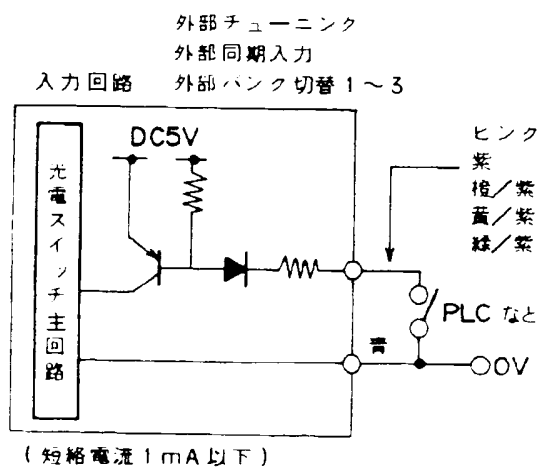 外部チューニンク
外部同期入力
入力回路 外部バンク切替1～3
DC5V
光電スイッチ主回路
ピンク
紫
橙/紫
黄/紫
緑/紫
PLC なと
青
0V
(短絡電流1mA以下)